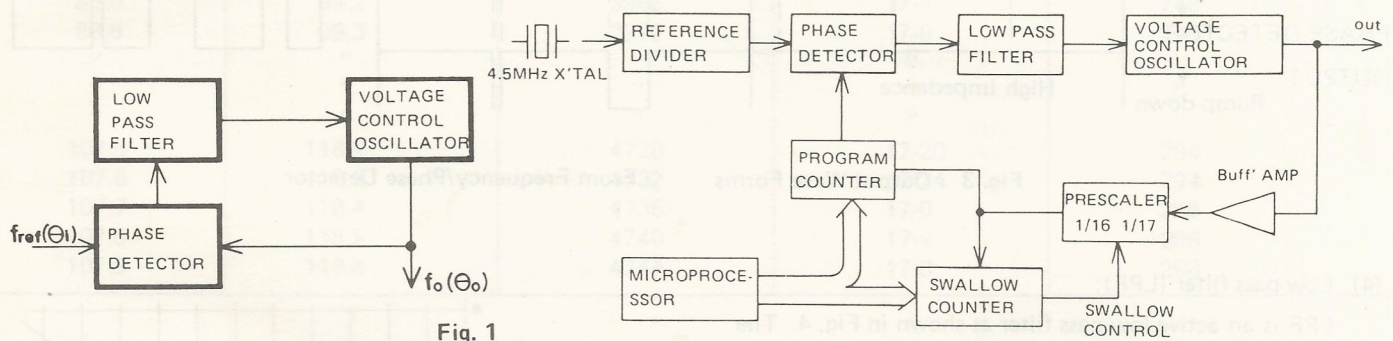 LOW
PASS
FILTER
VOLTAGE
CONTROL
OSCILLATOR
fref(Θi)
PHASE
DETECTOR
fo(Θo)
Fig. 1
4.5MHz X'TAL
REFERENCE
DIVIDER
PHASE
DETECTOR
LOW PASS
FILTER
VOLTAGE
CONTROL
OSCILLATOR
out
PROGRAM
COUNTER
PRESCALER
1/16 1/17
Buff' AMP
MICROPROCE-
SSOR
SWALLOW
COUNTER
SWALLOW
CONTROL